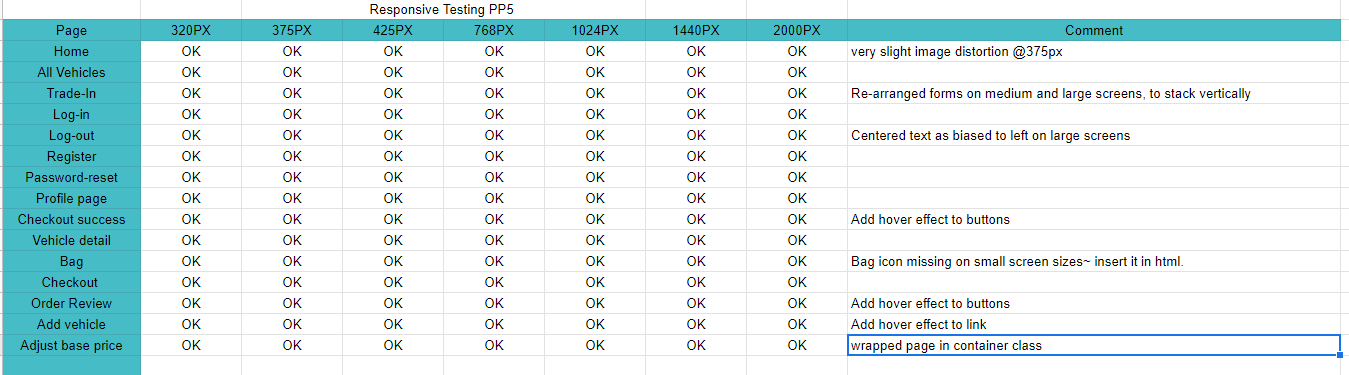 Responsive Testing PP5
Page 320PX 375PX 425PX 768PX 1024PX 1440PX 2000PX Comment
Home OK OK OK OK OK OK OK very slight image distortion @375px
All Vehicles OK OK OK OK OK OK OK
Trade-In OK OK OK OK OK OK OK Re-arranged forms on medium and large screens, to stack vertically
Log-in OK OK OK OK OK OK OK
Log-out OK OK OK OK OK OK OK Centered text as biased to left on large screens
Register OK OK OK OK OK OK OK
Password-reset OK OK OK OK OK OK OK
Profile page OK OK OK OK OK OK OK
Checkout success OK OK OK OK OK OK OK Add hover effect to buttons
Vehicle detail OK OK OK OK OK OK OK
Bag OK OK OK OK OK OK OK Bag icon missing on small screen sizes~ insert it in html.
Checkout OK OK OK OK OK OK OK
Order Review OK OK OK OK OK OK OK Add hover effect to buttons
Add vehicle OK OK OK OK OK OK OK Add hover effect to link
Adjust base price OK OK OK OK OK OK OK wrapped page in container class